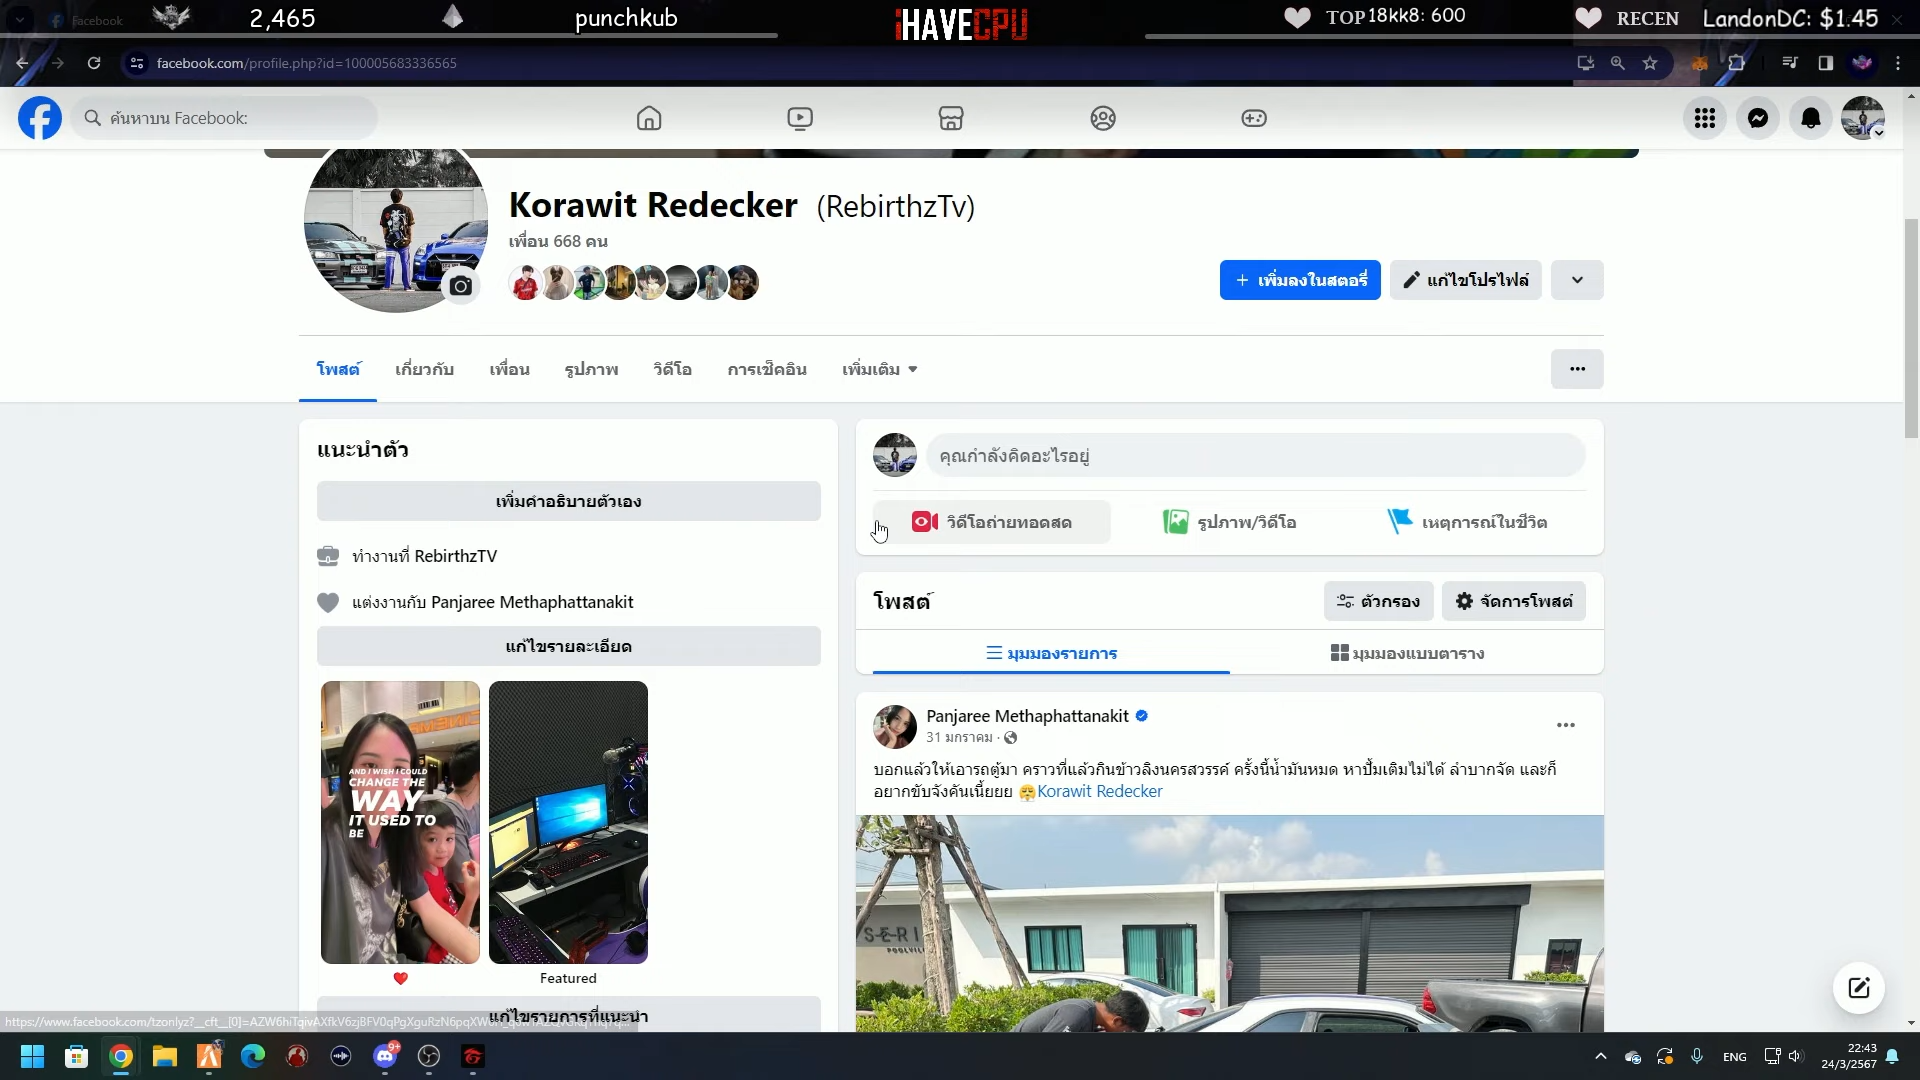 Facebook
2,465
punchkub
iHAVECPU
TOP 18kk8: 600
RECEN
LandonDC: $1.45
facebook.com/profile.php?id=100005683336565
ค้นหาบน Facebook:
Korawit Redecker (RebirthzTv)
เพื่อน 668 คน
เพิ่มลงในสตอรี่
แก้ไขโปรไฟล์
โพสต์
เกี่ยวกับ
เพื่อน
รูปภาพ
วิดีโอ
การเช็คอิน
เพิ่มเติม
แนะนำตัว
เพิ่มคำอธิบายตัวเอง
ทำงานที่ RebirthzTV
แต่งงานกับ Panjaree Methaphattanakit
แก้ไขรายละเอียด
AND I WISH I COULD
CHANGE THE
WAY
IT USED TO
BE
Featured
แก้ไขรายการที่แนะนำ
คุณกำลังคิดอะไรอยู่
วิดีโอถ่ายทอดสด
รูปภาพ/วิดีโอ
เหตุการณ์ในชีวิต
โพสต์
ตัวกรอง
จัดการโพสต์
มุมมองรายการ
มุมมองแบบตาราง
Panjaree Methaphattanakit
31 มกราคม ·
บอกแล้วให้เอารถตู้มา คราวที่แล้วกินข้าวลิงนครสวรรค์ ครั้งนี้น้ำมันหมด หาปั๊มเติมไม่ได้ ลำบากจัด และก็
อยากขับจังคันเนี้ยยย Korawit Redecker
ENG
22:43
24/3/2567
9+